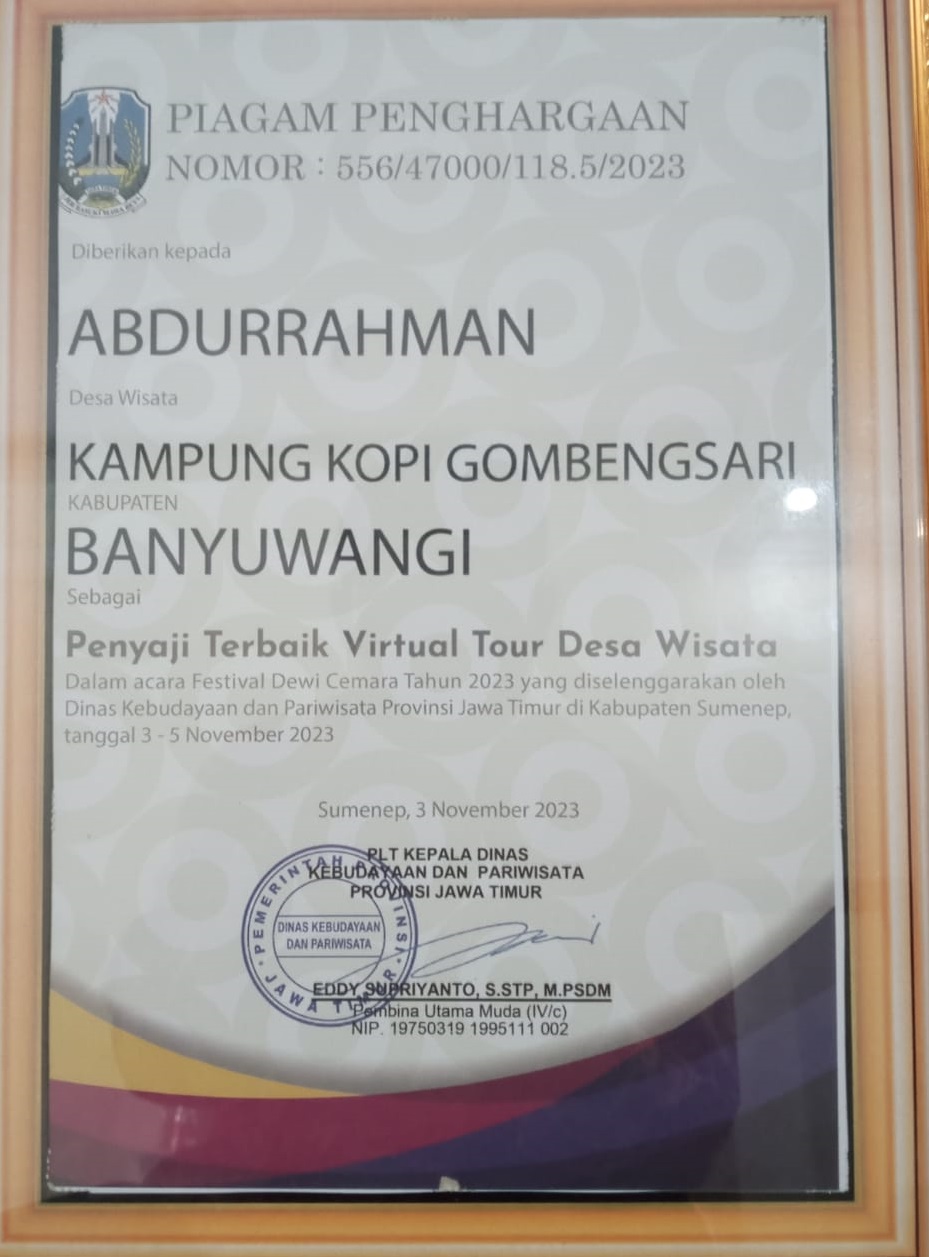 PIAGAM PENGHARGAAN
NOMOR : 556/47000/118.5/2023
Diberikan kepada
ABDURRAHMAN
Desa Wisata
KAMPUNG KOPI GOMBENGSARI
KABUPATEN
BANYUWANGI
Sebagai
Penyaji Terbaik Virtual Tour Desa Wisata
Dalam acara Festival Dewi Cemara Tahun 2023 yang diselenggarakan oleh
Dinas Kebudayaan dan Pariwisata Provinsi Jawa Timur di Kabupaten Sumenep,
tanggal 3 - 5 November 2023
Sumenep, 3 November 2023
PLT KEPALA DINAS
KEBUDAYAAN DAN PARIWISATA
PROVINSI JAWA TIMUR
PEMERINTAH PROVINSI
DINAS KEBUDAYAAN
DAN PARIWISATA
JAWA TIMUR
EDDY SUPRIYANTO, S.STP, M.PSDM
Pembina Utama Muda (IV/c)
NIP. 19750319 1995111 002